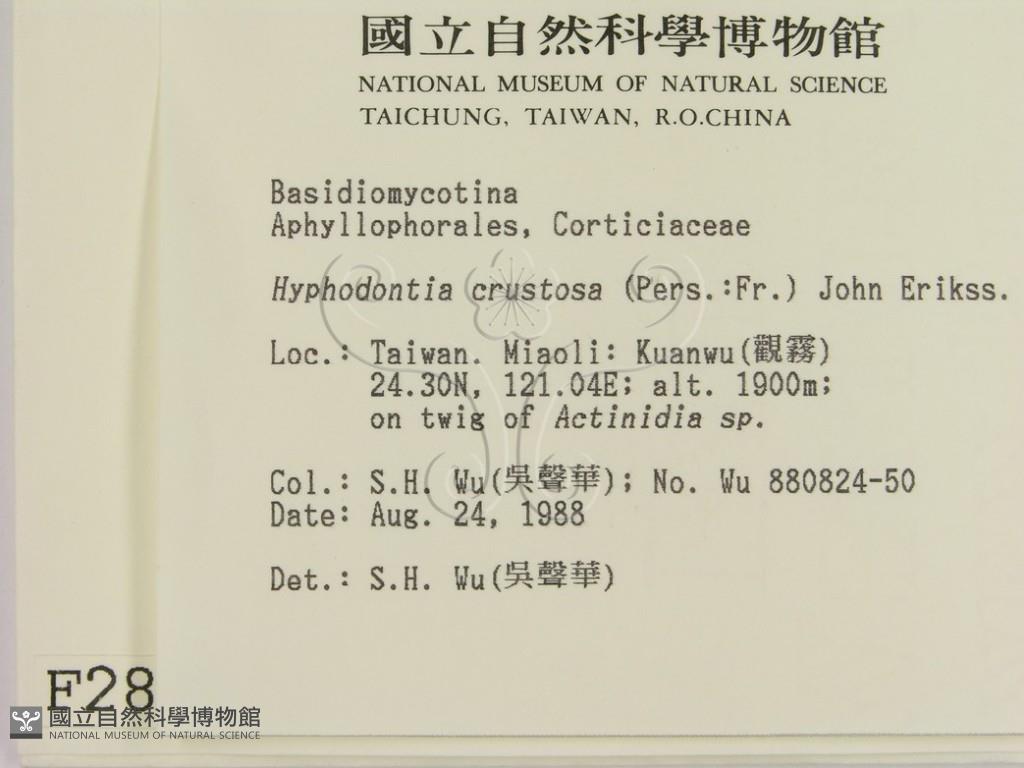 國立自然科學博物館
NATIONAL MUSEUM OF NATURAL SCIENCE
TAICHUNG, TAIWAN, R.O.CHINA
Basidiomycotina
Aphyllophorales, Corticiaceae
Hyphodontia crustosa (Pers.:Fr.) John Erikss.
Loc.: Taiwan. Miaoli: Kuanwu(觀霧)
24.30N, 121.04E; alt. 1900m;
on twig of Actinidia sp.
Col.: S.H. Wu(吳聲華); No. Wu 880824-50
Date: Aug. 24, 1988
Det.: S.H. Wu(吳聲華)
F28
國立自然科學博物館
NATIONAL MUSEUM OF NATURAL SCIENCE